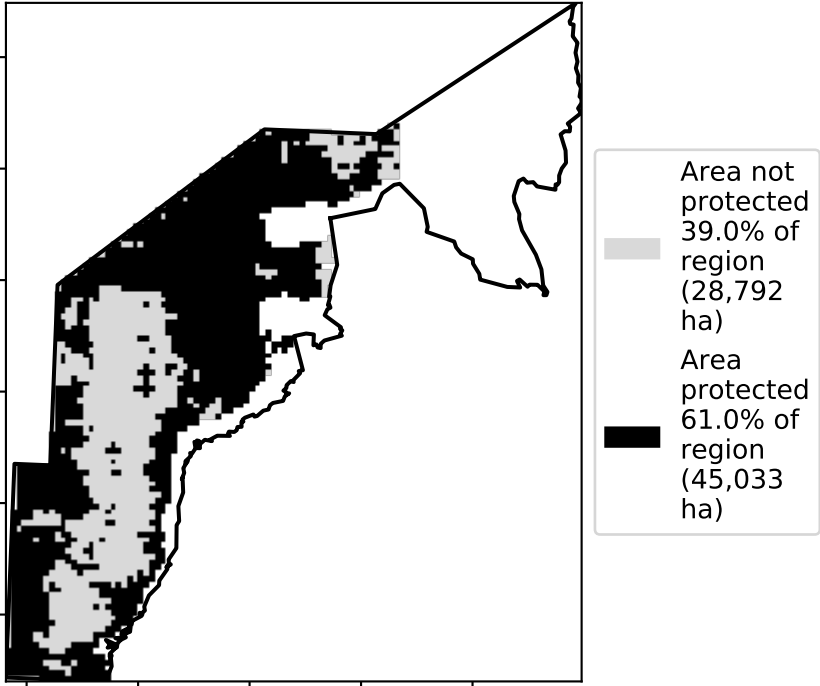 Area not
protected
39.0% of
region
(28,792
ha)
Area
protected
61.0% of
region
(45,033
ha)